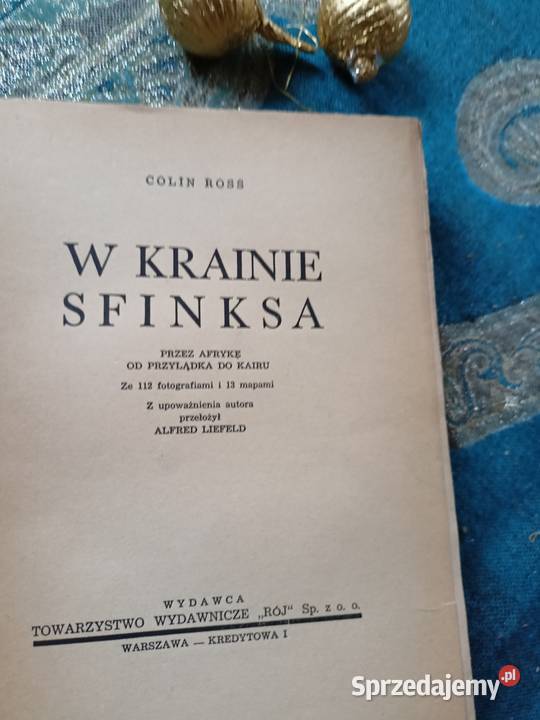 COLIN ROSS
W KRAINIE
SFINKSA
PRZEZ AFRYKĘ
OD PRZYLĄDKA DO KAIRU
Ze 112 fotografiami i 13 mapami
Z upoważnienia autora
przełożył
ALFRED LIEFELD
WYDAWCA
TOWARZYSTWO WYDAWNICZE „RÓJ" Sp. z o. o.
WARSZAWA — KREDYTOWA I
Sprzedajemy.pl